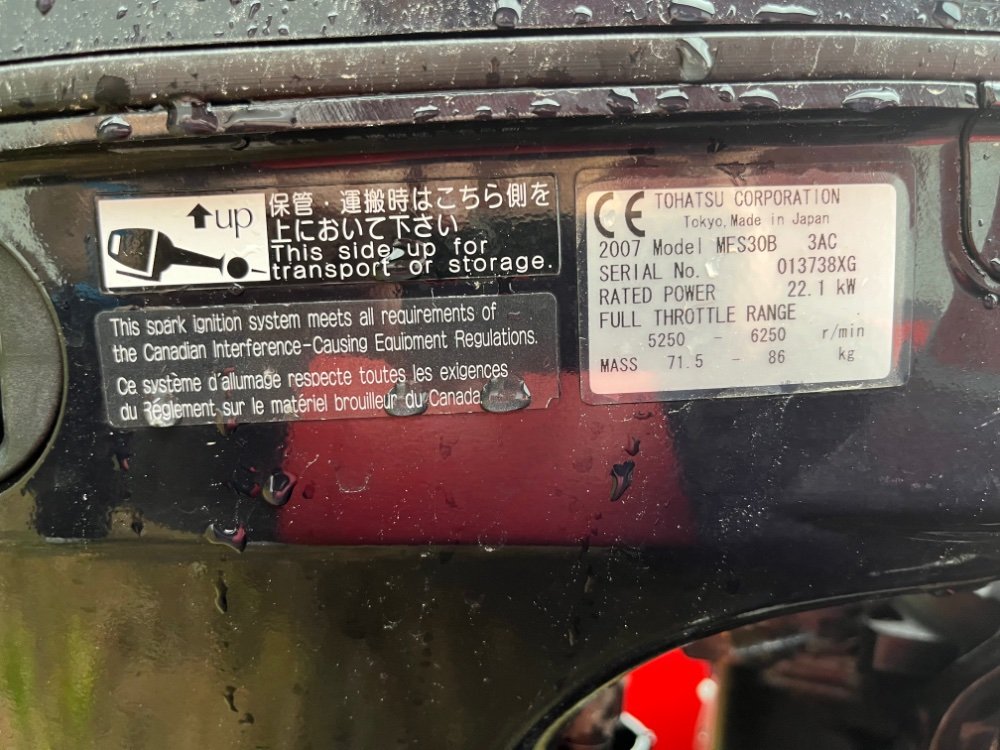 up
保管・運搬時はこちら側を
上において下さい
This side up for
transport or storage.
This spark ignition system meets all requirements of
the Canadian Interference-Causing Equipment Regulations.
Ce système d'allumage respecte toutes les exigences
du Règlement sur le matériel brouilleur du Canada.
CE TOHATSU CORPORATION
Tokyo, Made in Japan
2007 Model MFS30B 3AC
SERIAL No. 013738XG
RATED POWER 22.1 kW
FULL THROTTLE RANGE
5250 - 6250 r/min
MASS 71.5 - 86 kg